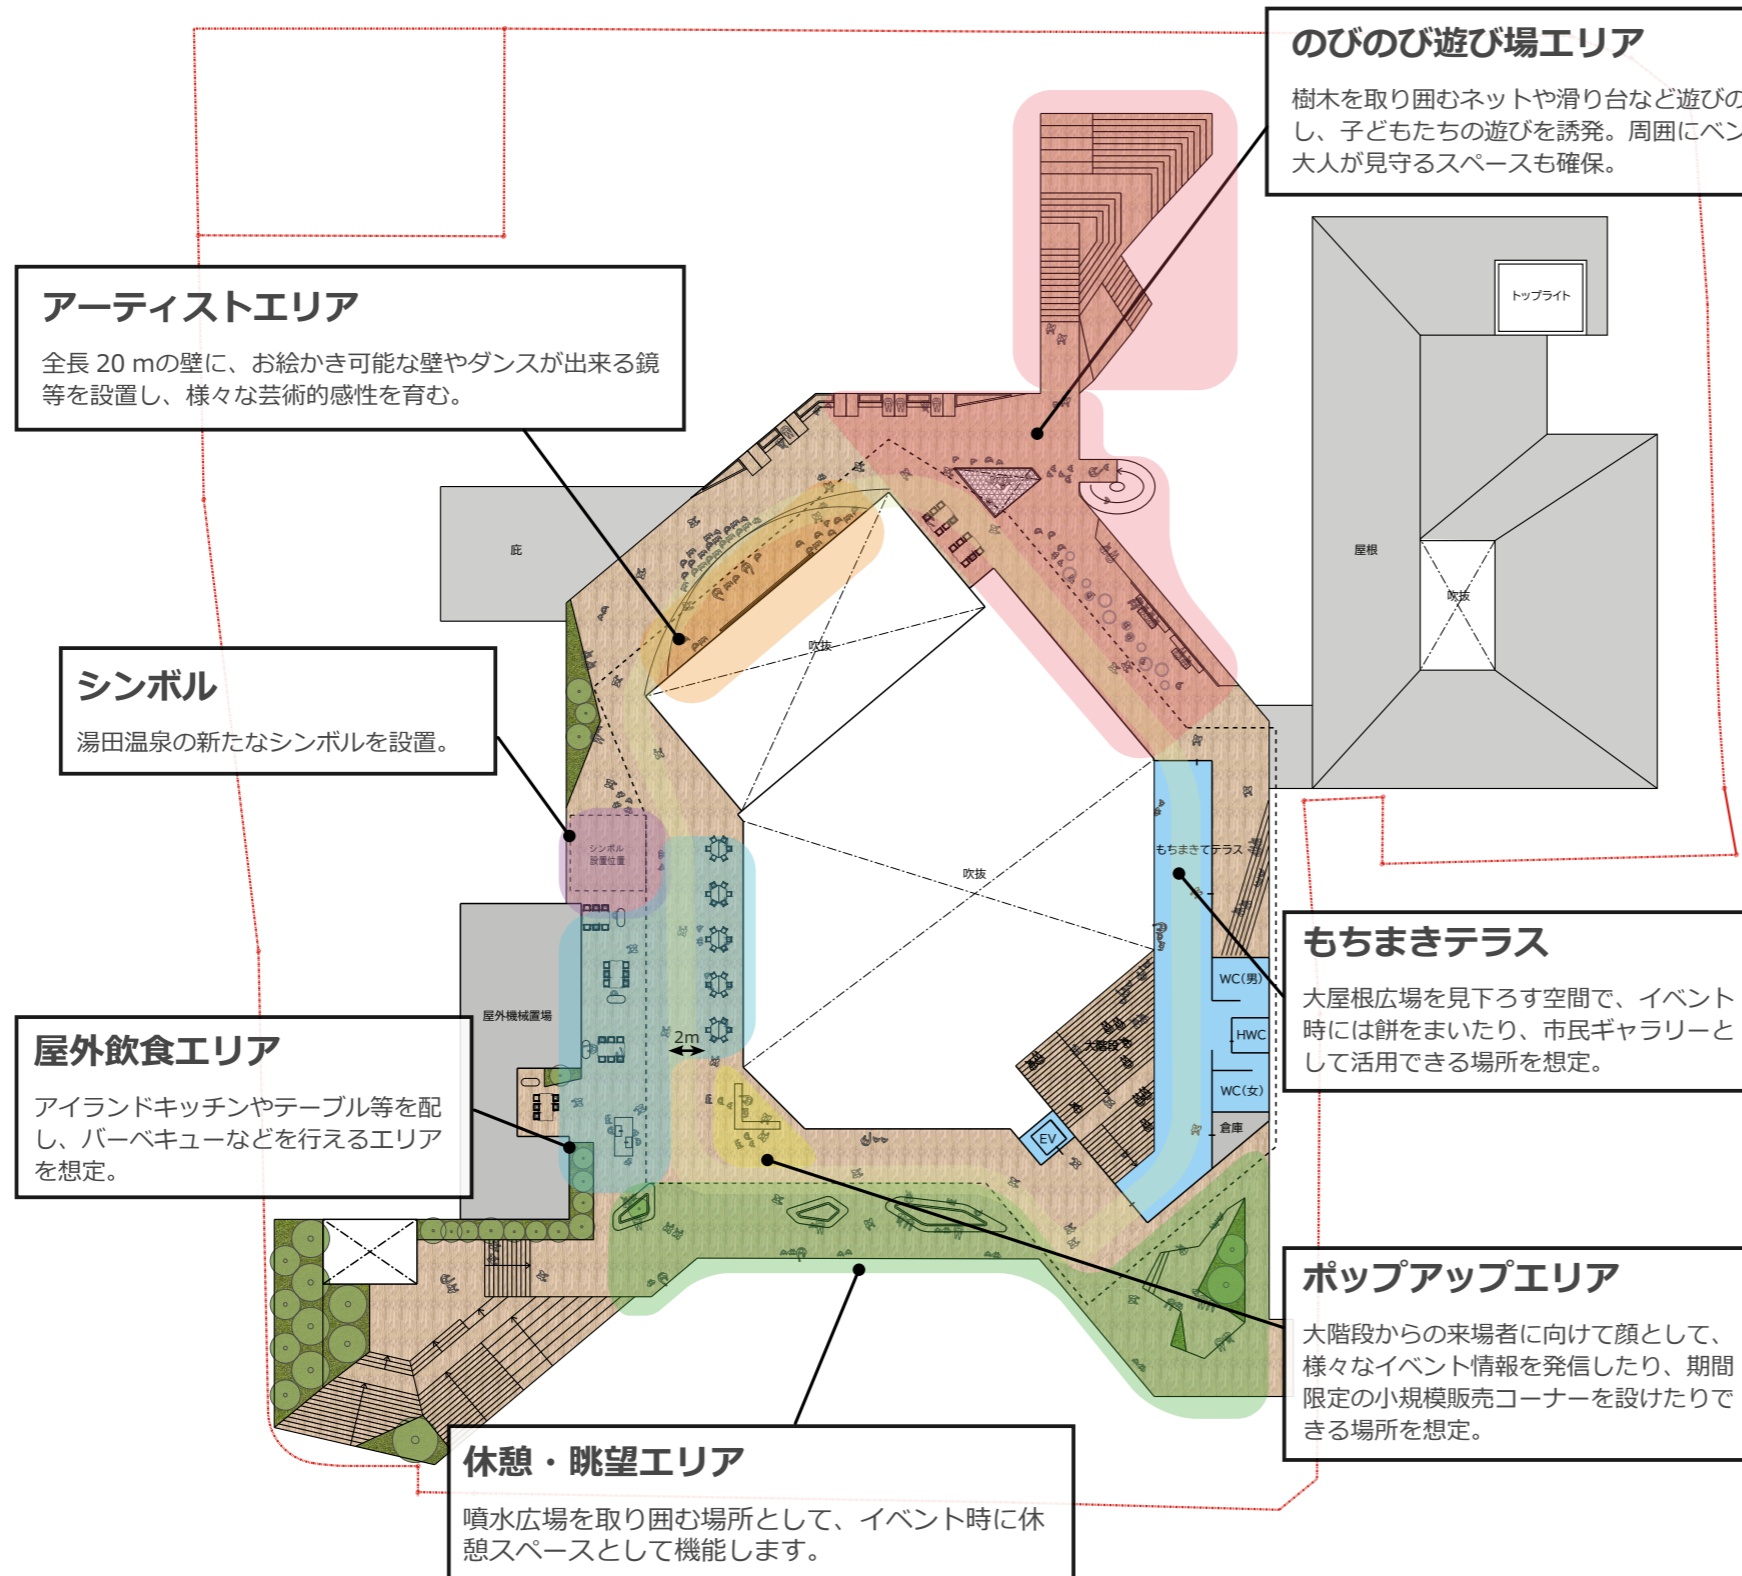 のびのび遊び場エリア
樹木を取り囲むネットや滑り台など遊びの
し、子どもたちの遊びを誘発。周囲にベン
大人が見守るスペースも確保。
トップライト
アーティストエリア
全長 20 mの壁に、お絵かき可能な壁やダンスが出来る鏡
等を設置し、様々な芸術的感性を育む。
庇
屋根
吹抜
吹抜
シンボル
湯田温泉の新たなシンボルを設置。
シンボル
設置位置
もちまきてテラス
吹抜
もちまきテラス
大屋根広場を見下ろす空間で、イベント
時には餅をまいたり、市民ギャラリーと
して活用できる場所を想定。
WC(男)
HWC
WC(女)
倉庫
大階段
EV
屋外機械置場
2m
屋外飲食エリア
アイランドキッチンやテーブル等を配
し、バーベキューなどを行えるエリア
を想定。
ポップアップエリア
大階段からの来場者に向けて顔として、
様々なイベント情報を発信したり、期間
限定の小規模販売コーナーを設けたりで
きる場所を想定。
休憩・眺望エリア
噴水広場を取り囲む場所として、イベント時に休
憩スペースとして機能します。